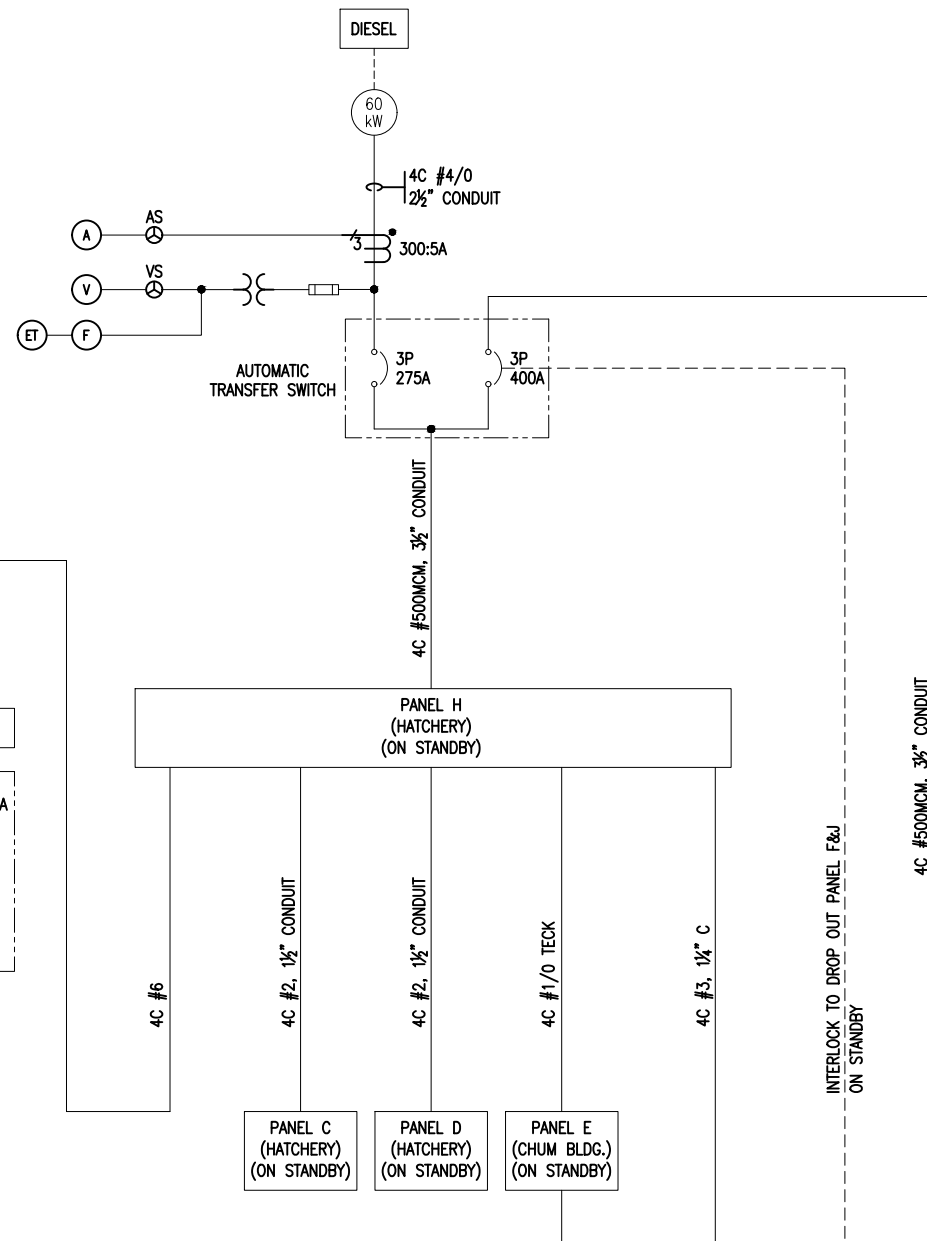 DIESEL
60
kW
4C #4/0
2½" CONDUIT
AS
A
3
300:5A
VS
V
ET
F
AUTOMATIC
TRANSFER SWITCH
3P
275A
3P
400A
4C #500MCM, 3½" CONDUIT
PANEL H
(HATCHERY)
(ON STANDBY)
A
4C #6
4C #2, 1½" CONDUIT
4C #2, 1½" CONDUIT
4C #1/0 TECK
4C #3, 1¼" C
INTERLOCK TO DROP OUT PANEL F&J
ON STANDBY
4C #500MCM, 3½" CONDUIT
PANEL C
(HATCHERY)
(ON STANDBY)
PANEL D
(HATCHERY)
(ON STANDBY)
PANEL E
(CHUM BLDG.)
(ON STANDBY)